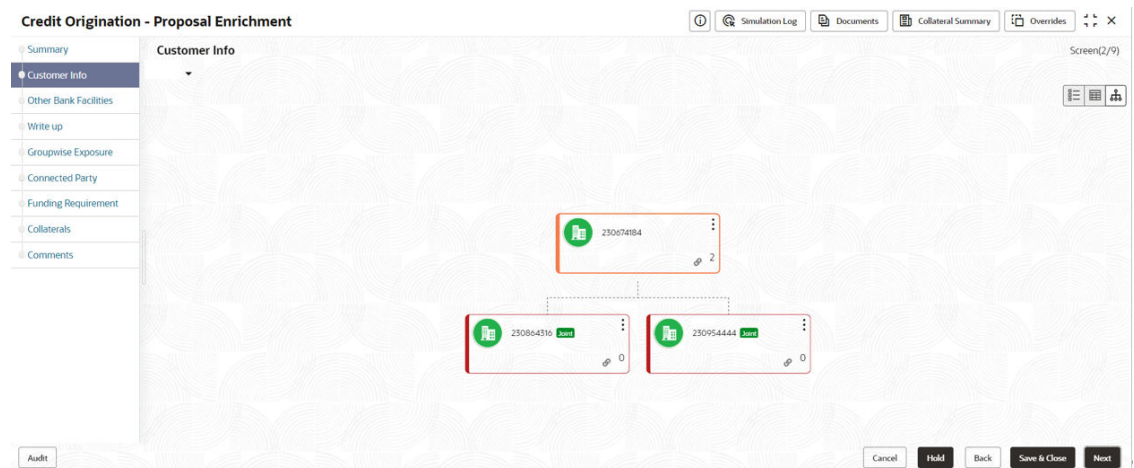 Credit Origination - Proposal Enrichment
Simulation Log
Documents
Collateral Summary
Overrides
Summary
Customer Info
Other Bank Facilities
Write up
Groupwise Exposure
Connected Party
Funding Requirement
Collaterals
Comments
Customer Info
Screen(2/9)
230674184
2
230864316 Joint
0
230954444 Joint
0
Audit
Cancel
Hold
Back
Save & Close
Next